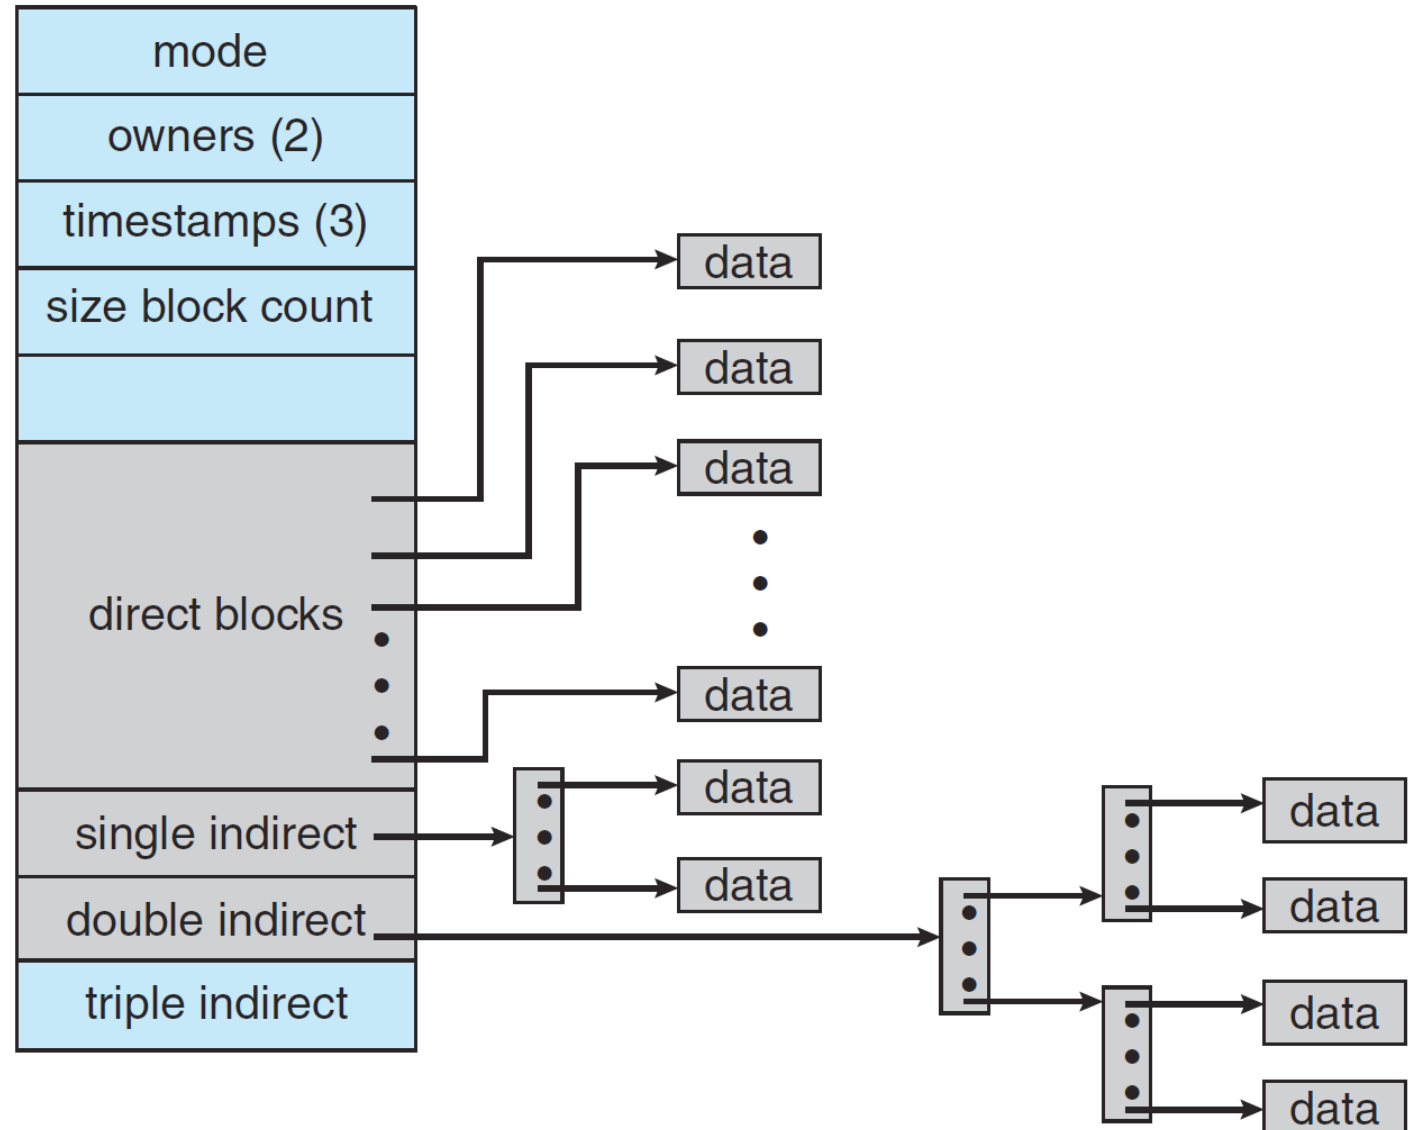 mode
owners (2)
timestamps (3)
size block count
direct blocks
single indirect
double indirect
triple indirect
data
data
data
data
data
data
data
data
data
data